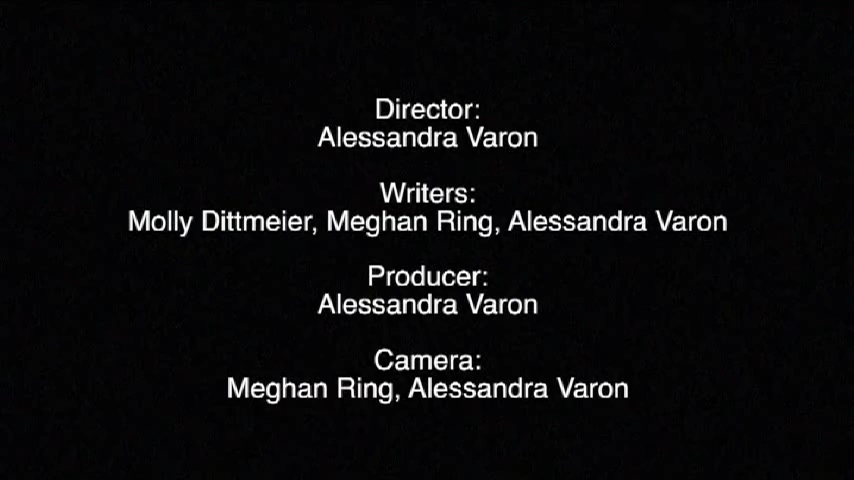 Director:
Alessandra Varon
Writers:
Molly Dittmeier, Meghan Ring, Alessandra Varon
Producer:
Alessandra Varon
Camera:
Meghan Ring, Alessandra Varon